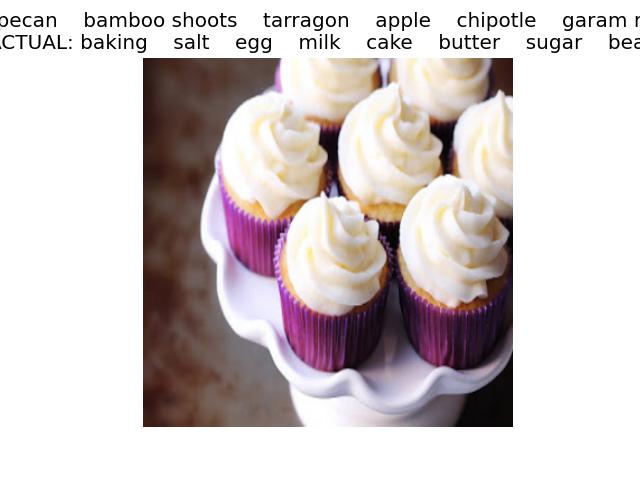 pecan bamboo shoots tarragon apple chipotle garam
ACTUAL: baking salt egg milk cake butter sugar